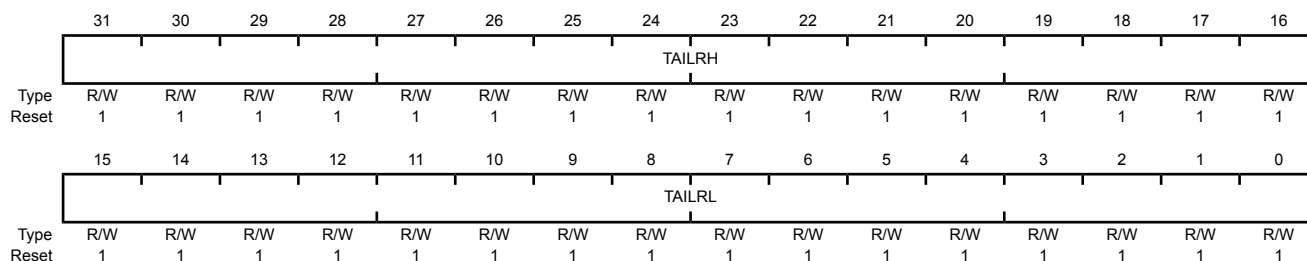 31 30 29 28 27 26 25 24 23 22 21 20 19 18 17 16
TAILRH
Type R/W R/W R/W R/W R/W R/W R/W R/W R/W R/W R/W R/W R/W R/W R/W R/W
Reset 1 1 1 1 1 1 1 1 1 1 1 1 1 1 1 1
15 14 13 12 11 10 9 8 7 6 5 4 3 2 1 0
TAILRL
Type R/W R/W R/W R/W R/W R/W R/W R/W R/W R/W R/W R/W R/W R/W R/W R/W
Reset 1 1 1 1 1 1 1 1 1 1 1 1 1 1 1 1